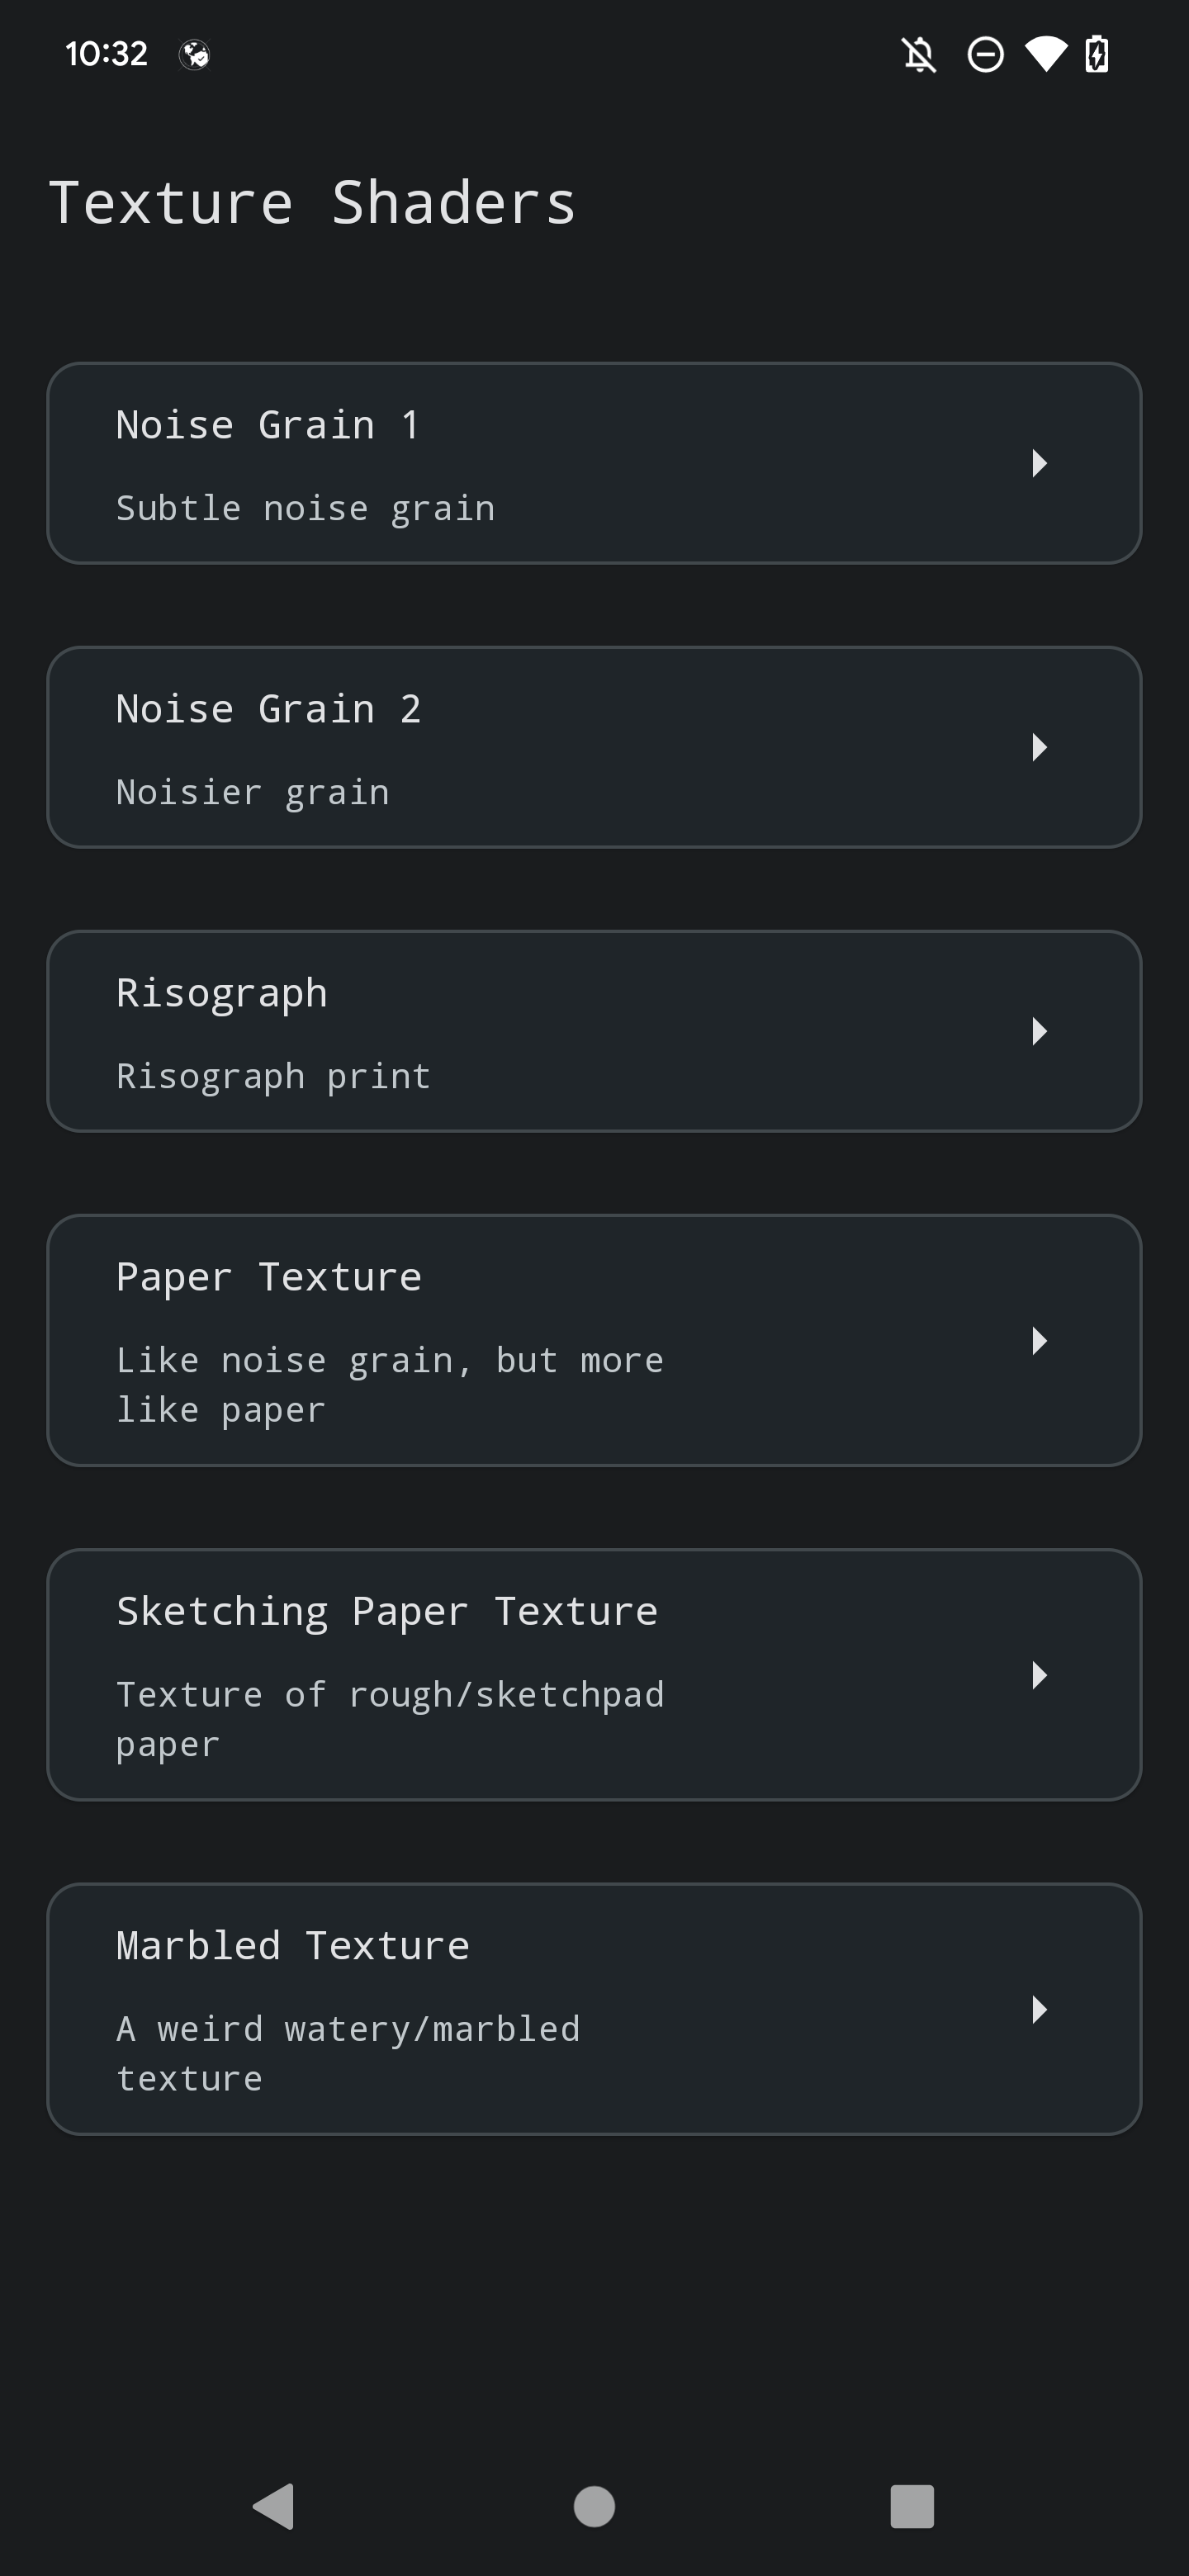 10:32
Texture Shaders
Noise Grain 1
Subtle noise grain
Noise Grain 2
Noisier grain
Risograph
Risograph print
Paper Texture
Like noise grain, but more
like paper
Sketching Paper Texture
Texture of rough/sketchpad
paper
Marbled Texture
A weird watery/marbled
texture